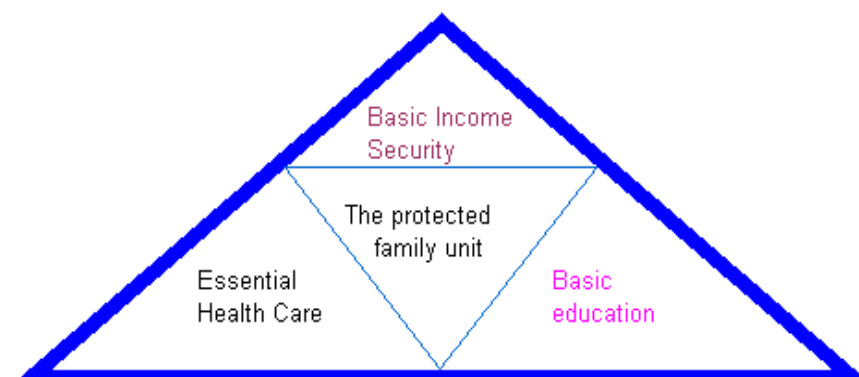 Basic Income
Security
The protected
family unit
Essential
Health Care
Basic
education